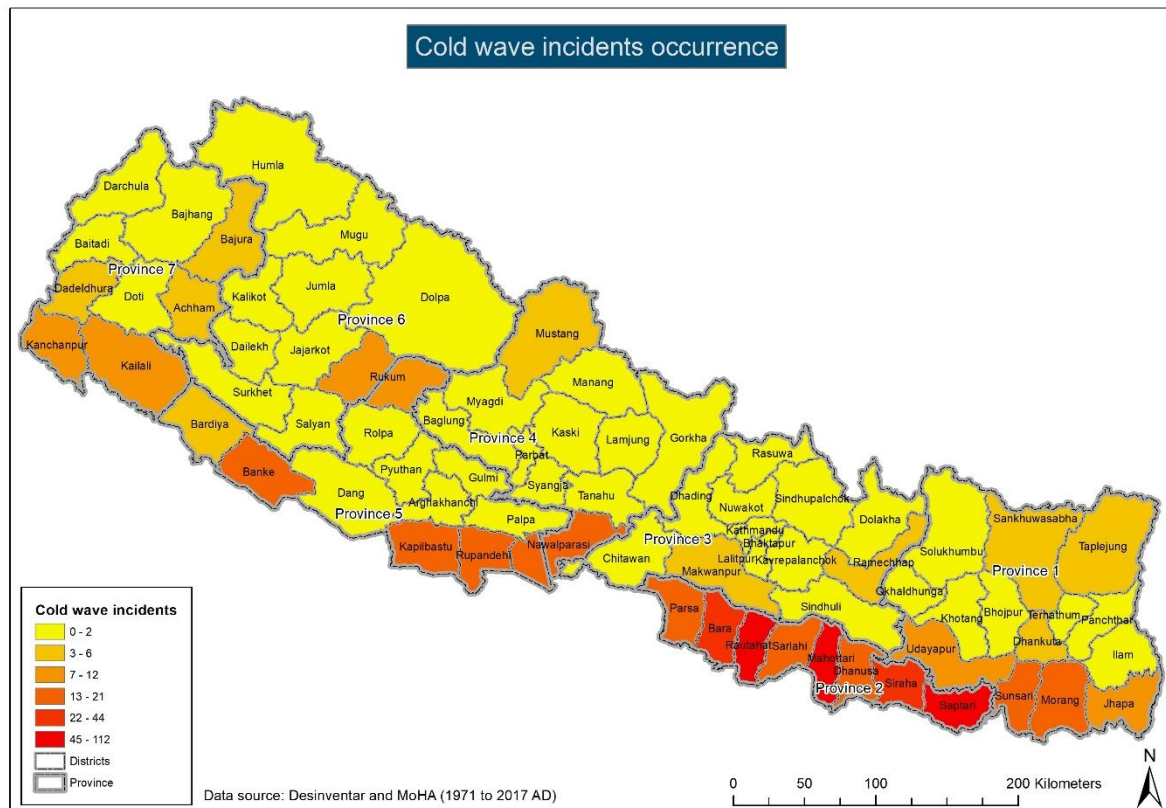 Cold wave incidents occurrence
Humla
Darchula
Bajhang
Bajura
Mugu
Baitadi
Province 7
Dadeldhura
Doti
Achham
Kalikot
Jumla
Dolpa
Province 6
Mustang
Kanchanpur
Kailali
Dailekh
Jajarkot
Rukum
Manang
Surkhet
Myagdi
Bardiya
Salyan
Rolpa
Baglung
Province 4
Kaski
Lamjung
Gorkha
Parbat
Banke
Pyuthan
Gulmi
Syangja
Rasuwa
Dang
Arghakhanchi
Tanahu
Dhading
Sindhupalchok
Nuwakot
Province 5
Palpa
Dolakha
Sankhuwasabha
Kathmandu
Bhaktapur
Province 3
Taplejung
Kapilbastu
Rupandehi
Nawalparasi
Chitawan
Lalitpur
Kavrepalanchok
Ramechhap
Solukhumbu
Province 1
Makwanpur
Okhaldhunga
Parsa
Bara
Sindhuli
Khotang
Bhojpur
Terhathum
Panchthar
Rautahat
Sarlahi
Mahottari
Dhanusa
Udayapur
Dhankuta
Ilam
Province 2
Siraha
Saptari
Sunsari
Morang
Jhapa
Cold wave incidents
0 - 2
3 - 6
7 - 12
13 - 21
22 - 44
45 - 112
Districts
Province
Data source: Desinventar and MoHA (1971 to 2017 AD)
N
0 50 100 200 Kilometers